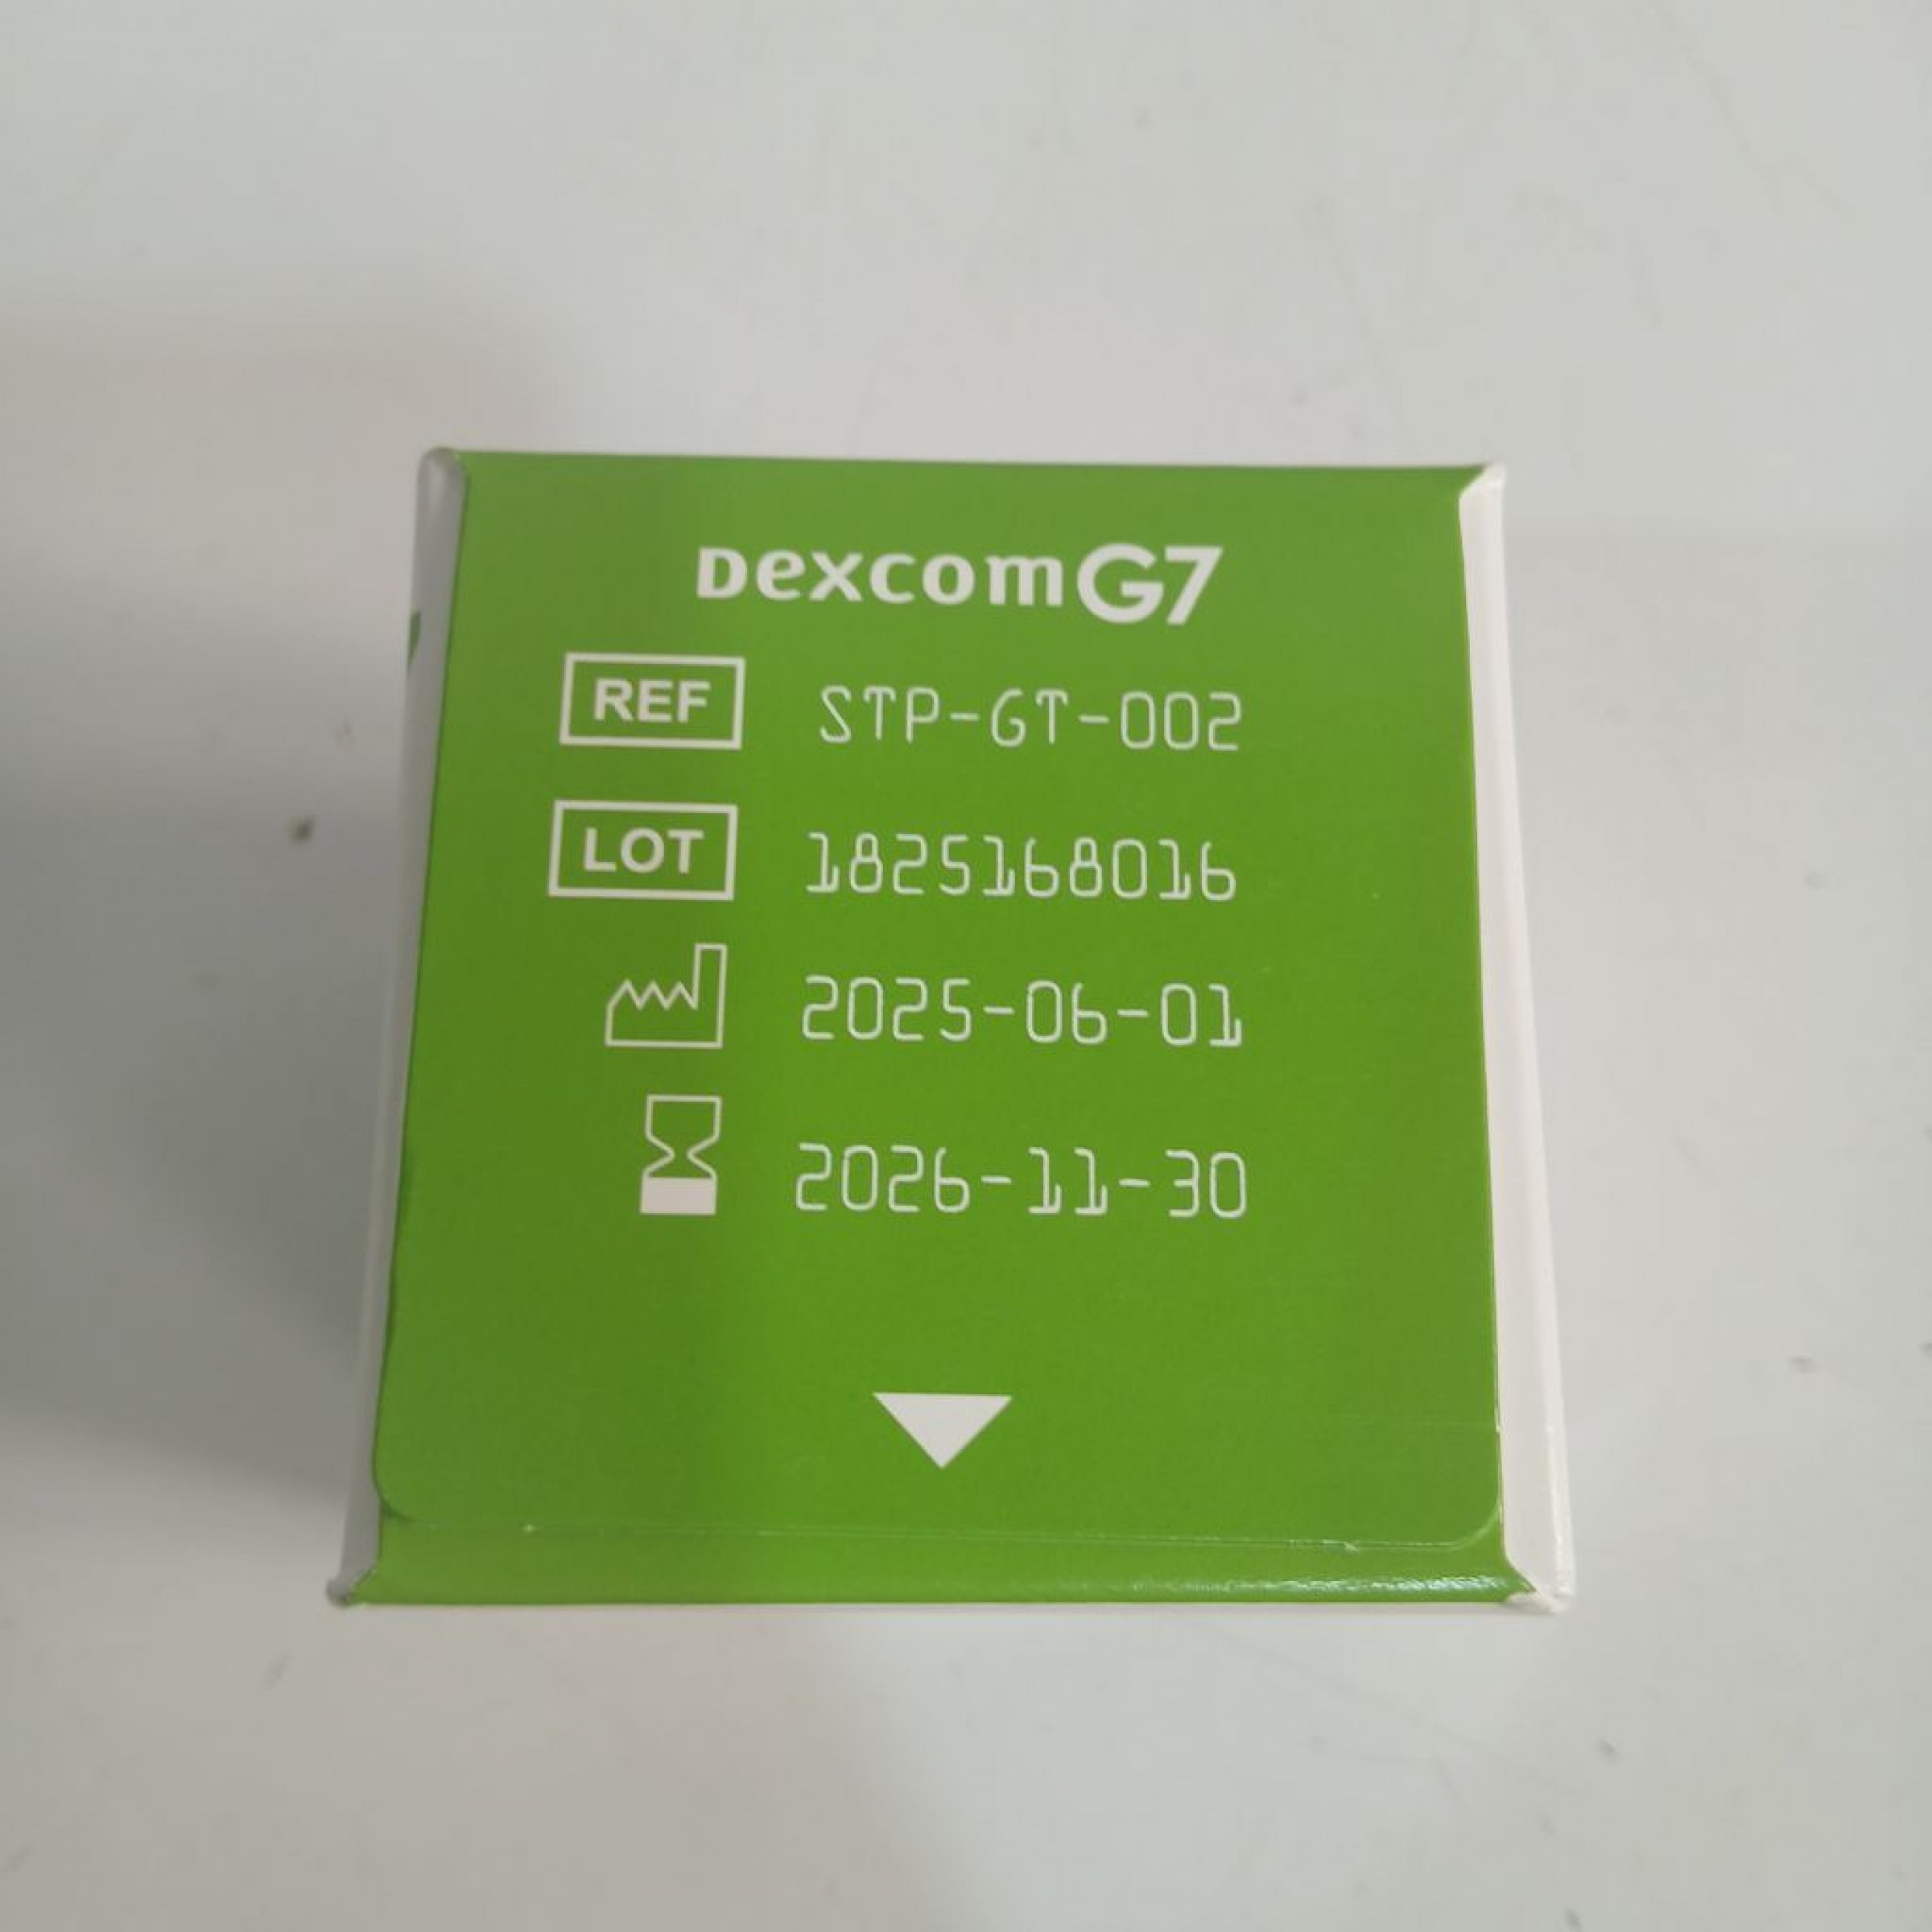 Dexcom G7
REF STP-GT-002
LOT 1825168016
2025-06-01
2026-11-30